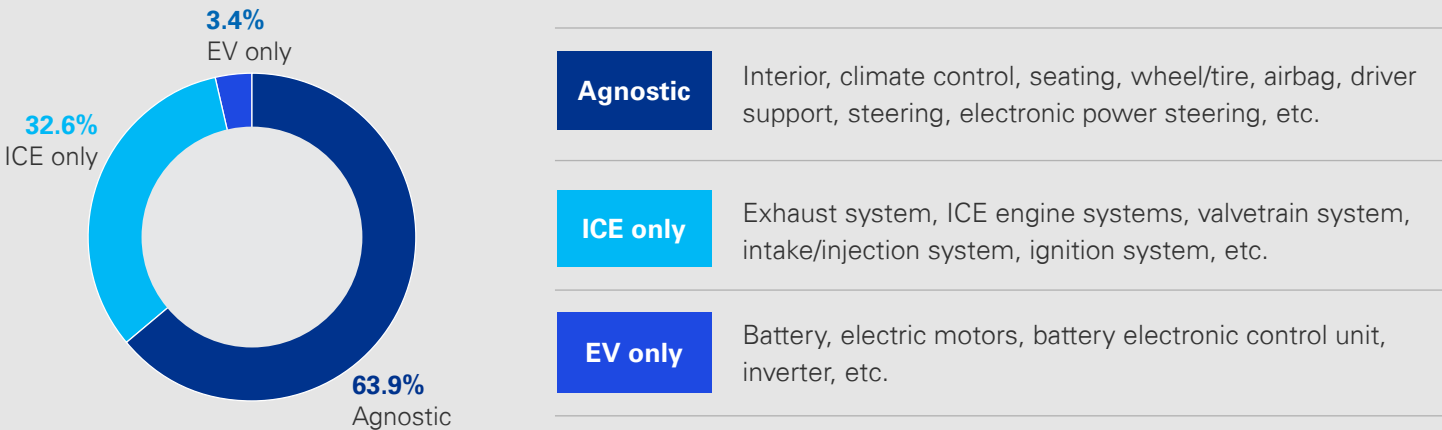 3.4%
EV only
32.6%
ICE only
63.9%
Agnostic
Agnostic
Interior, climate control, seating, wheel/tire, airbag, driver
support, steering, electronic power steering, etc.
ICE only
Exhaust system, ICE engine systems, valvetrain system,
intake/injection system, ignition system, etc.
EV only
Battery, electric motors, battery electronic control unit,
inverter, etc.